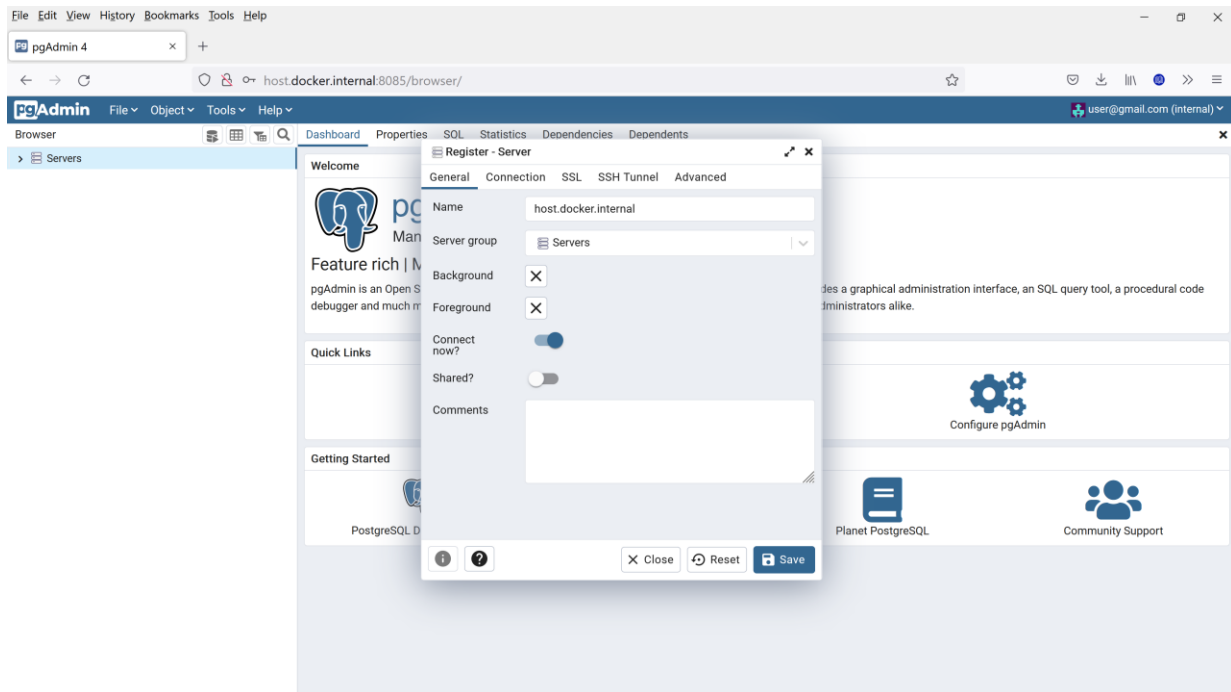 File Edit View History Bookmarks Tools Help
pgAdmin 4
host.docker.internal:8085/browser/
pgAdmin File Object Tools Help user@gmail.com (internal)
Browser
Servers
Dashboard Properties SQL Statistics Dependencies Dependents
Welcome
pg
Man
Feature rich | M
pgAdmin is an Open S
des a graphical administration interface, an SQL query tool, a procedural code
debugger and much m
dministrators alike.
Quick Links
Configure pgAdmin
Getting Started
PostgreSQL D
Planet PostgreSQL
Community Support
Register - Server
General Connection SSL SSH Tunnel Advanced
Name host.docker.internal
Server group Servers
Background
Foreground
Connect
now?
Shared?
Comments
Close Reset Save